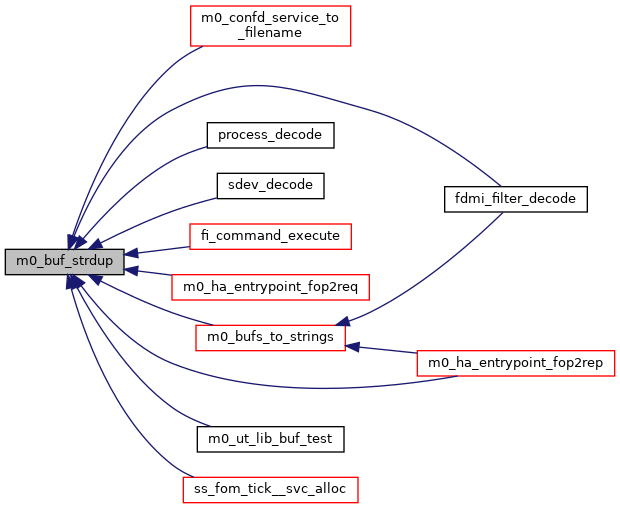 m0_confd_service_to
_filename
process_decode
sdev_decode
fdmi_filter_decode
fi_command_execute
m0_buf_strdup
m0_ha_entrypoint_fop2req
m0_bufs_to_strings
m0_ha_entrypoint_fop2rep
m0_ut_lib_buf_test
ss_fom_tick__svc_alloc